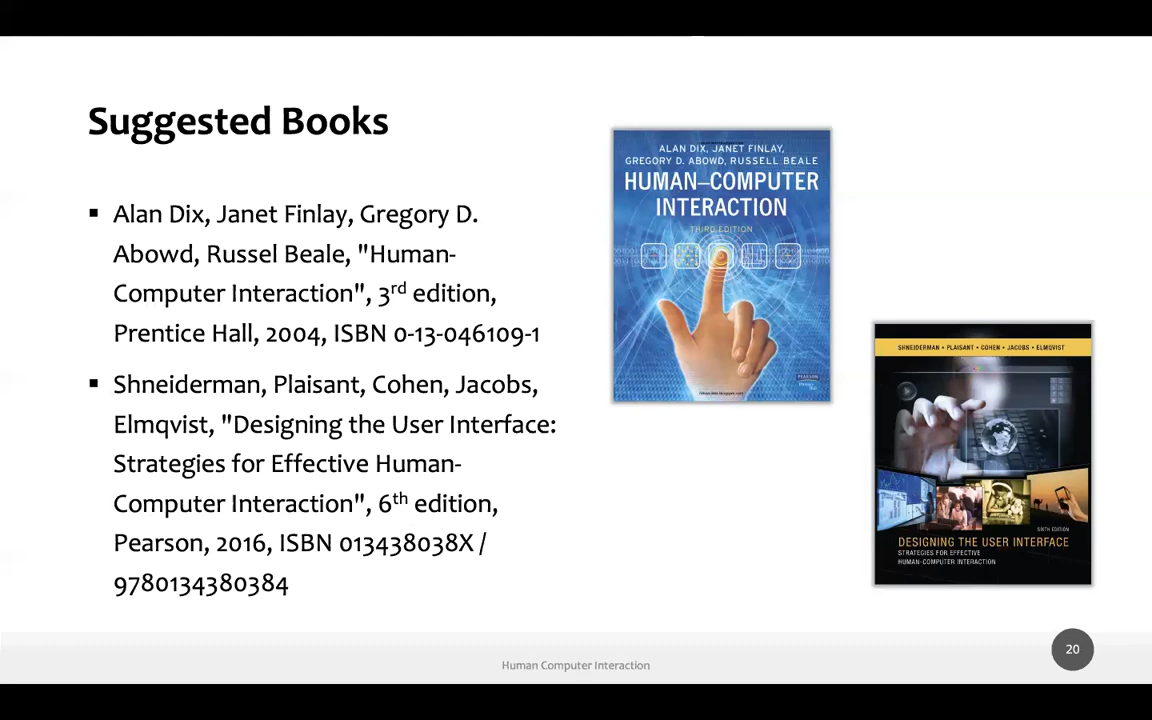 Suggested Books
▪ Alan Dix, Janet Finlay, Gregory D.
Abowd, Russel Beale, "Human-
Computer Interaction", 3rd edition,
Prentice Hall, 2004, ISBN 0-13-046109-1
▪ Shneiderman, Plaisant, Cohen, Jacobs,
Elmqvist, "Designing the User Interface:
Strategies for Effective Human-
Computer Interaction", 6th edition,
Pearson, 2016, ISBN 013438038X /
9780134380384
ALAN DIX, JANET FINLAY,
GREGORY D. ABOWD, RUSSELL BEALE
HUMAN–COMPUTER
INTERACTION
THIRD EDITION
PEARSON
SHNEIDERMAN • PLAISANT • COHEN • JACOBS • ELMQVIST
SIXTH EDITION
DESIGNING THE USER INTERFACE
STRATEGIES FOR EFFECTIVE
HUMAN-COMPUTER INTERACTION
Human Computer Interaction
20